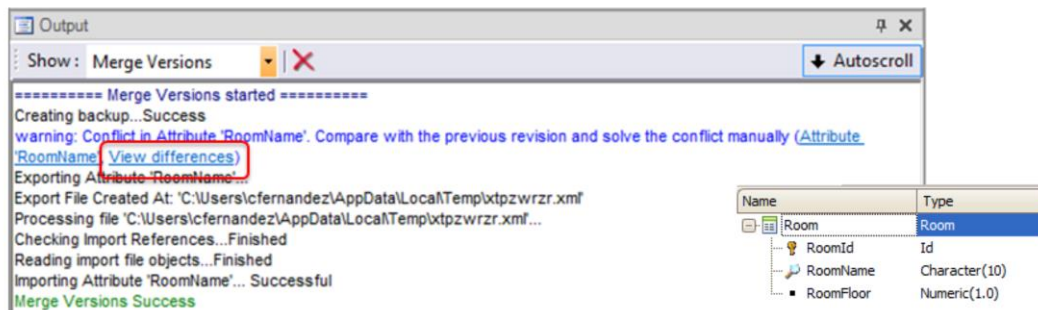 Output
Show: Merge Versions
Autoscroll
========== Merge Versions started ==========
Creating backup...Success
warning: Conflict in Attribute 'RoomName'. Compare with the previous revision and solve the conflict manually (Attribute
'RoomName', View differences)
Exporting Attribute 'RoomName'...
Export File Created At: 'C:\Users\cfernandez\AppData\Local\Temp\xtpzwrzr.xml'
Processing file 'C:\Users\cfernandez\AppData\Local\Temp\xtpzwrzr.xml'...
Checking Import References...Finished
Reading import file objects...Finished
Importing Attribute 'RoomName'... Successful
Merge Versions Success
Name Type
Room Room
RoomId Id
RoomName Character(10)
RoomFloor Numeric(1.0)